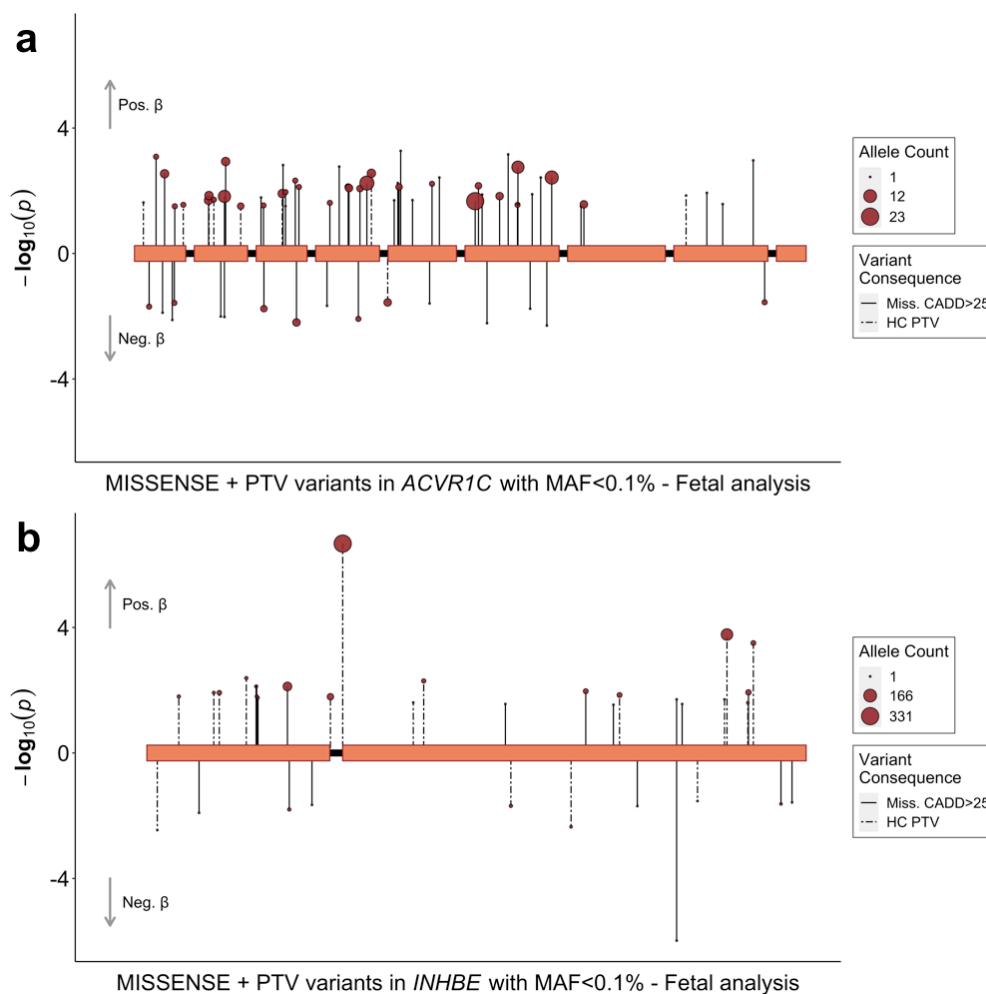 a
Pos. β
4
0
-4
−log10(p)
Neg. β
Allele Count
1
12
23
Variant
Consequence
Miss. CADD>25
HC PTV
MISSENSE + PTV variants in ACVR1C with MAF<0.1% - Fetal analysis
b
Pos. β
4
0
-4
−log10(p)
Neg. β
Allele Count
1
166
331
Variant
Consequence
Miss. CADD>25
HC PTV
MISSENSE + PTV variants in INHBE with MAF<0.1% - Fetal analysis